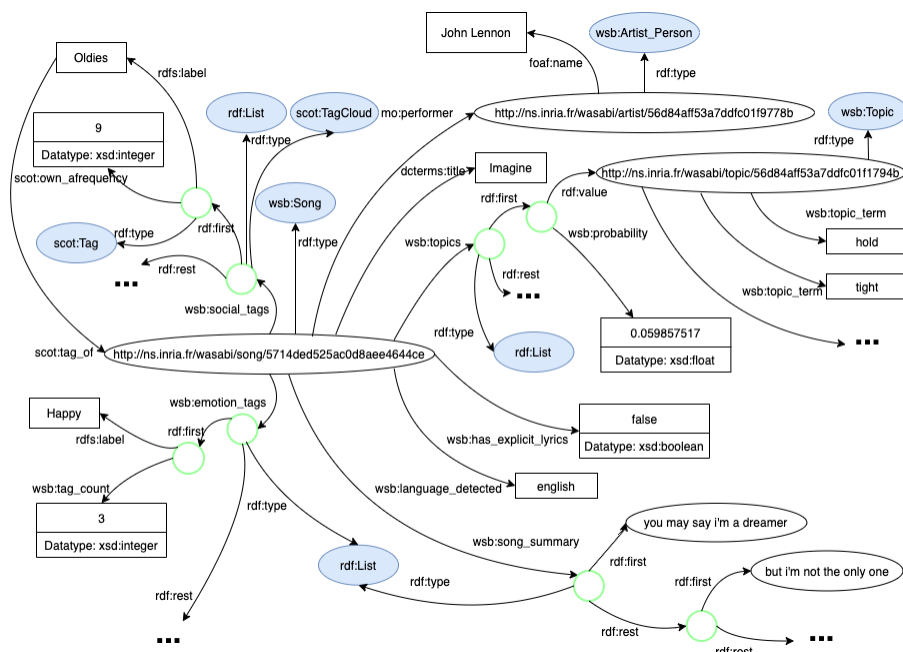 John Lennon
wsb:Artist_Person
Oldies
foaf:name
rdf:type
rdfs:label
rdf:List
scot:TagCloud
mo:performer
http://ns.inria.fr/wasabi/artist/56d84aff53a7ddfc01f9778b
wsb:Topic
9
Datatype: xsd:integer
rdf:type
rdf:type
scot:own_afrequency
dcterms:title
Imagine
http://ns.inria.fr/wasabi/topic/56d84aff53a7ddfc01f1794b
rdf:first
rdf:value
wsb:Song
wsb:topic_term
rdf:type
rdf:first
scot:Tag
rdf:type
wsb:topics
wsb:probability
hold
rdf:rest
rdf:rest
...
...
wsb:topic_term
tight
wsb:social_tags
rdf:type
0.059857517
Datatype: xsd:float
...
scot:tag_of
http://ns.inria.fr/wasabi/song/5714ded525ac0d8aee4644ce
rdf:List
Happy
wsb:emotion_tags
rdf:first
rdfs:label
false
Datatype: xsd:boolean
wsb:has_explicit_lyrics
wsb:tag_count
wsb:language_detected
english
3
Datatype: xsd:integer
rdf:type
you may say i'm a dreamer
wsb:song_summary
rdf:List
rdf:first
rdf:type
rdf:first
but i'm not the only one
rdf:rest
rdf:rest
...
...
rdf:rest